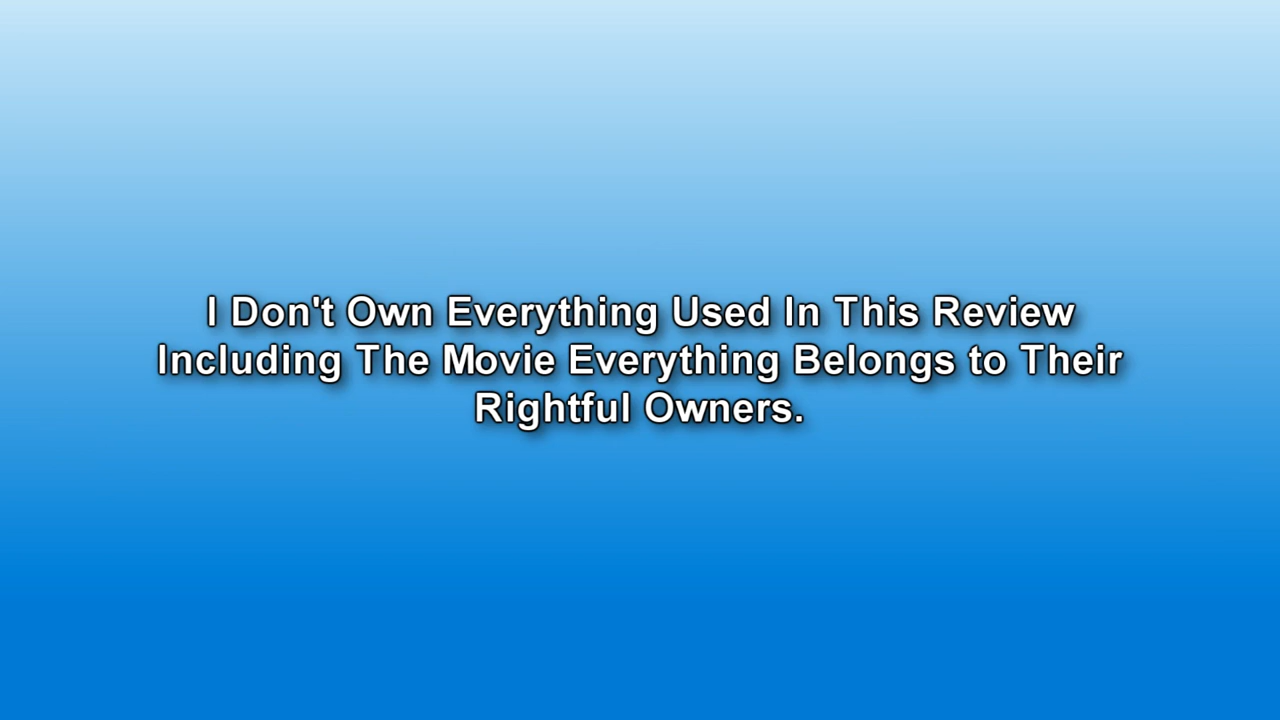 I Don't Own Everything Used In This Review
Including The Movie Everything Belongs to Their
Rightful Owners.